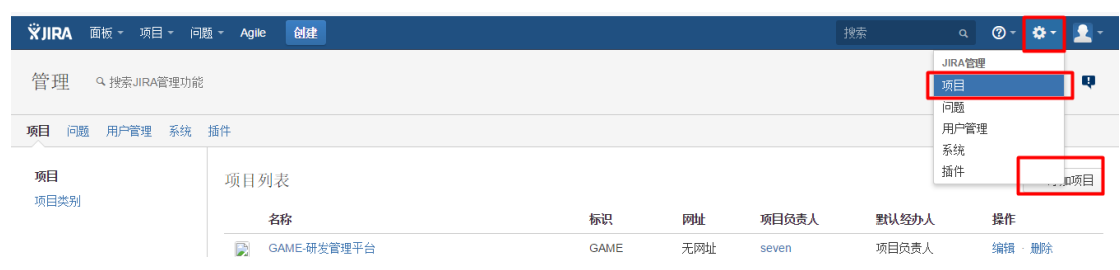 JIRA 面板 项目 问题 Agile 创建 搜索
JIRA管理
管理 搜索JIRA管理功能
项目
问题
用户管理
系统
插件
项目 问题 用户管理 系统 插件
项目
项目类别
项目列表
加项目
名称 标识 网址 项目负责人 默认经办人 操作
GAME-研发管理平台 GAME 无网址 seven 项目负责人 编辑 · 删除